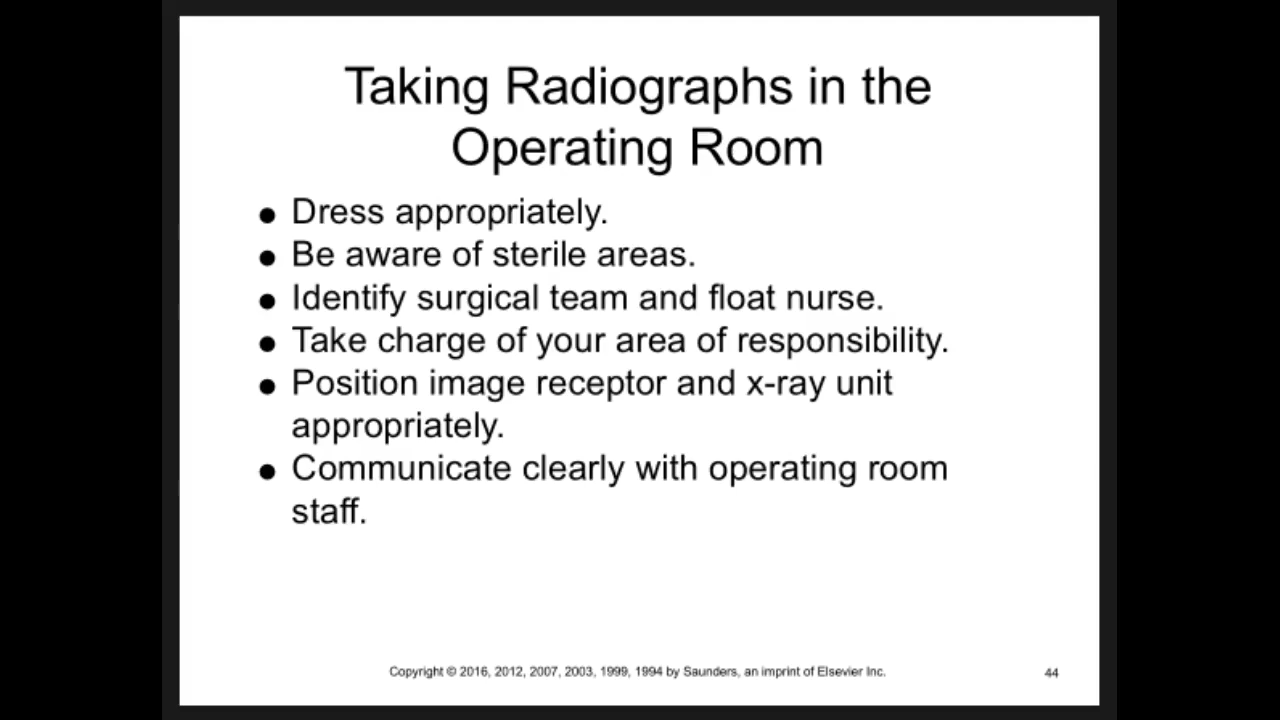 Taking Radiographs in the
Operating Room
● Dress appropriately.
● Be aware of sterile areas.
● Identify surgical team and float nurse.
● Take charge of your area of responsibility.
● Position image receptor and x-ray unit
appropriately.
● Communicate clearly with operating room
staff.
Copyright © 2016, 2012, 2007, 2003, 1999, 1994 by Saunders, an imprint of Elsevier Inc.
44